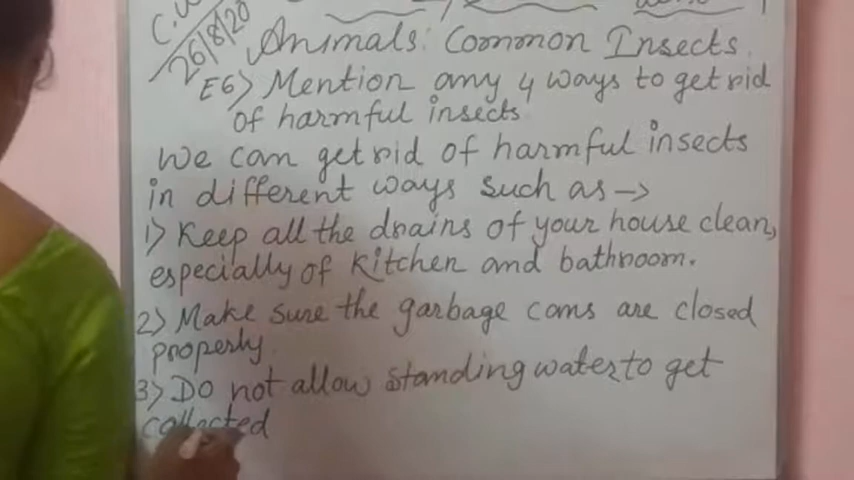 C.W
26/8/20
Animals: Common Insects
E6) Mention any 4 ways to get rid
of harmful insects
We can get rid of harmful insects
in different ways such as →
1) Keep all the drains of your house clean,
especially of kitchen and bathroom.
2) Make sure the garbage cans are closed
properly
3) Do not allow standing water to get
collected